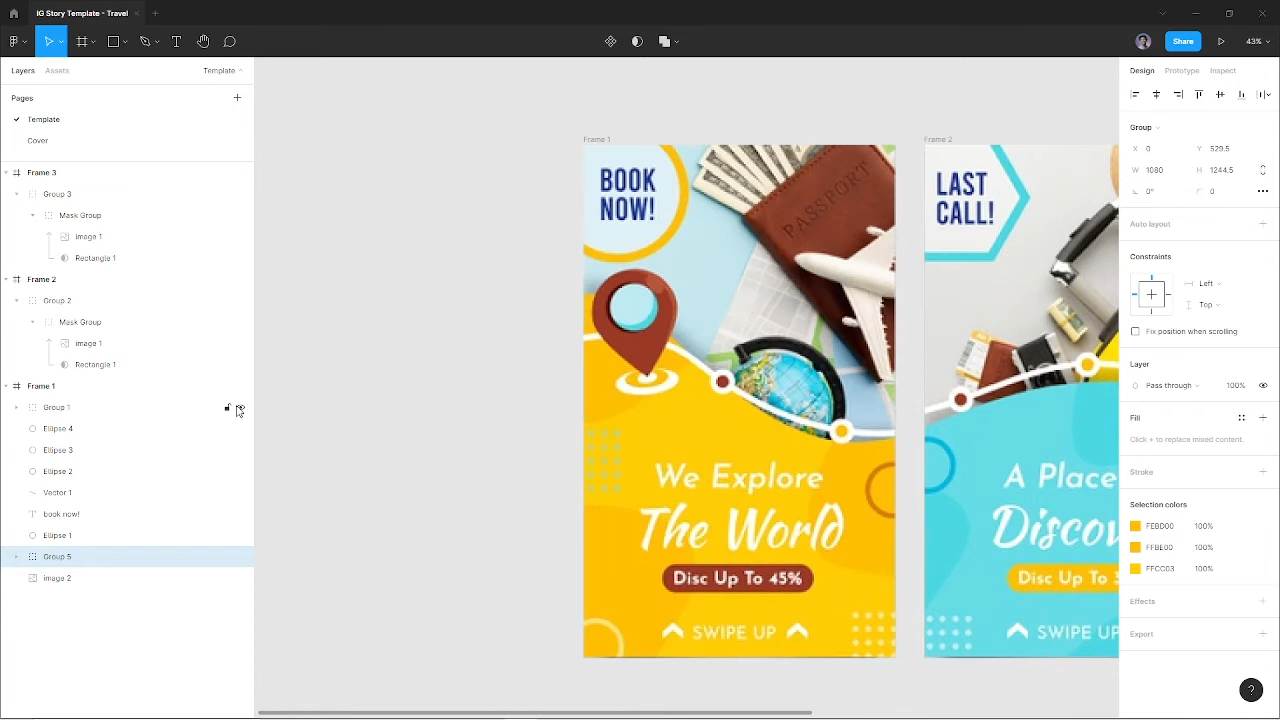 IG Story Template - Travel
Share
43%
Layers
Assets
Template
Pages
Template
Cover
Frame 3
Group 3
Mask Group
image 1
Rectangle 1
Frame 2
Group 2
Mask Group
image 1
Rectangle 1
Frame 1
Group 1
Ellipse 4
Ellipse 3
Ellipse 2
Vector 1
book now!
Ellipse 1
Group 5
image 2
Frame 1
BOOK
NOW!
PASSPORT
We Explore
The World
Disc Up To 45%
SWIPE UP
Frame 2
LAST
CALL!
A Place
Discov
Disc Up To 3
SWIPE UP
Design
Prototype
Inspect
Group
X 0
Y 529.5
W 1080
H 1244.5
0°
0
Auto layout
Constraints
Left
Top
Fix position when scrolling
Layer
Pass through
100%
Fill
Click + to replace mixed content.
Stroke
Selection colors
FEBD00 100%
FFBE00 100%
FFCC03 100%
Effects
Export
?